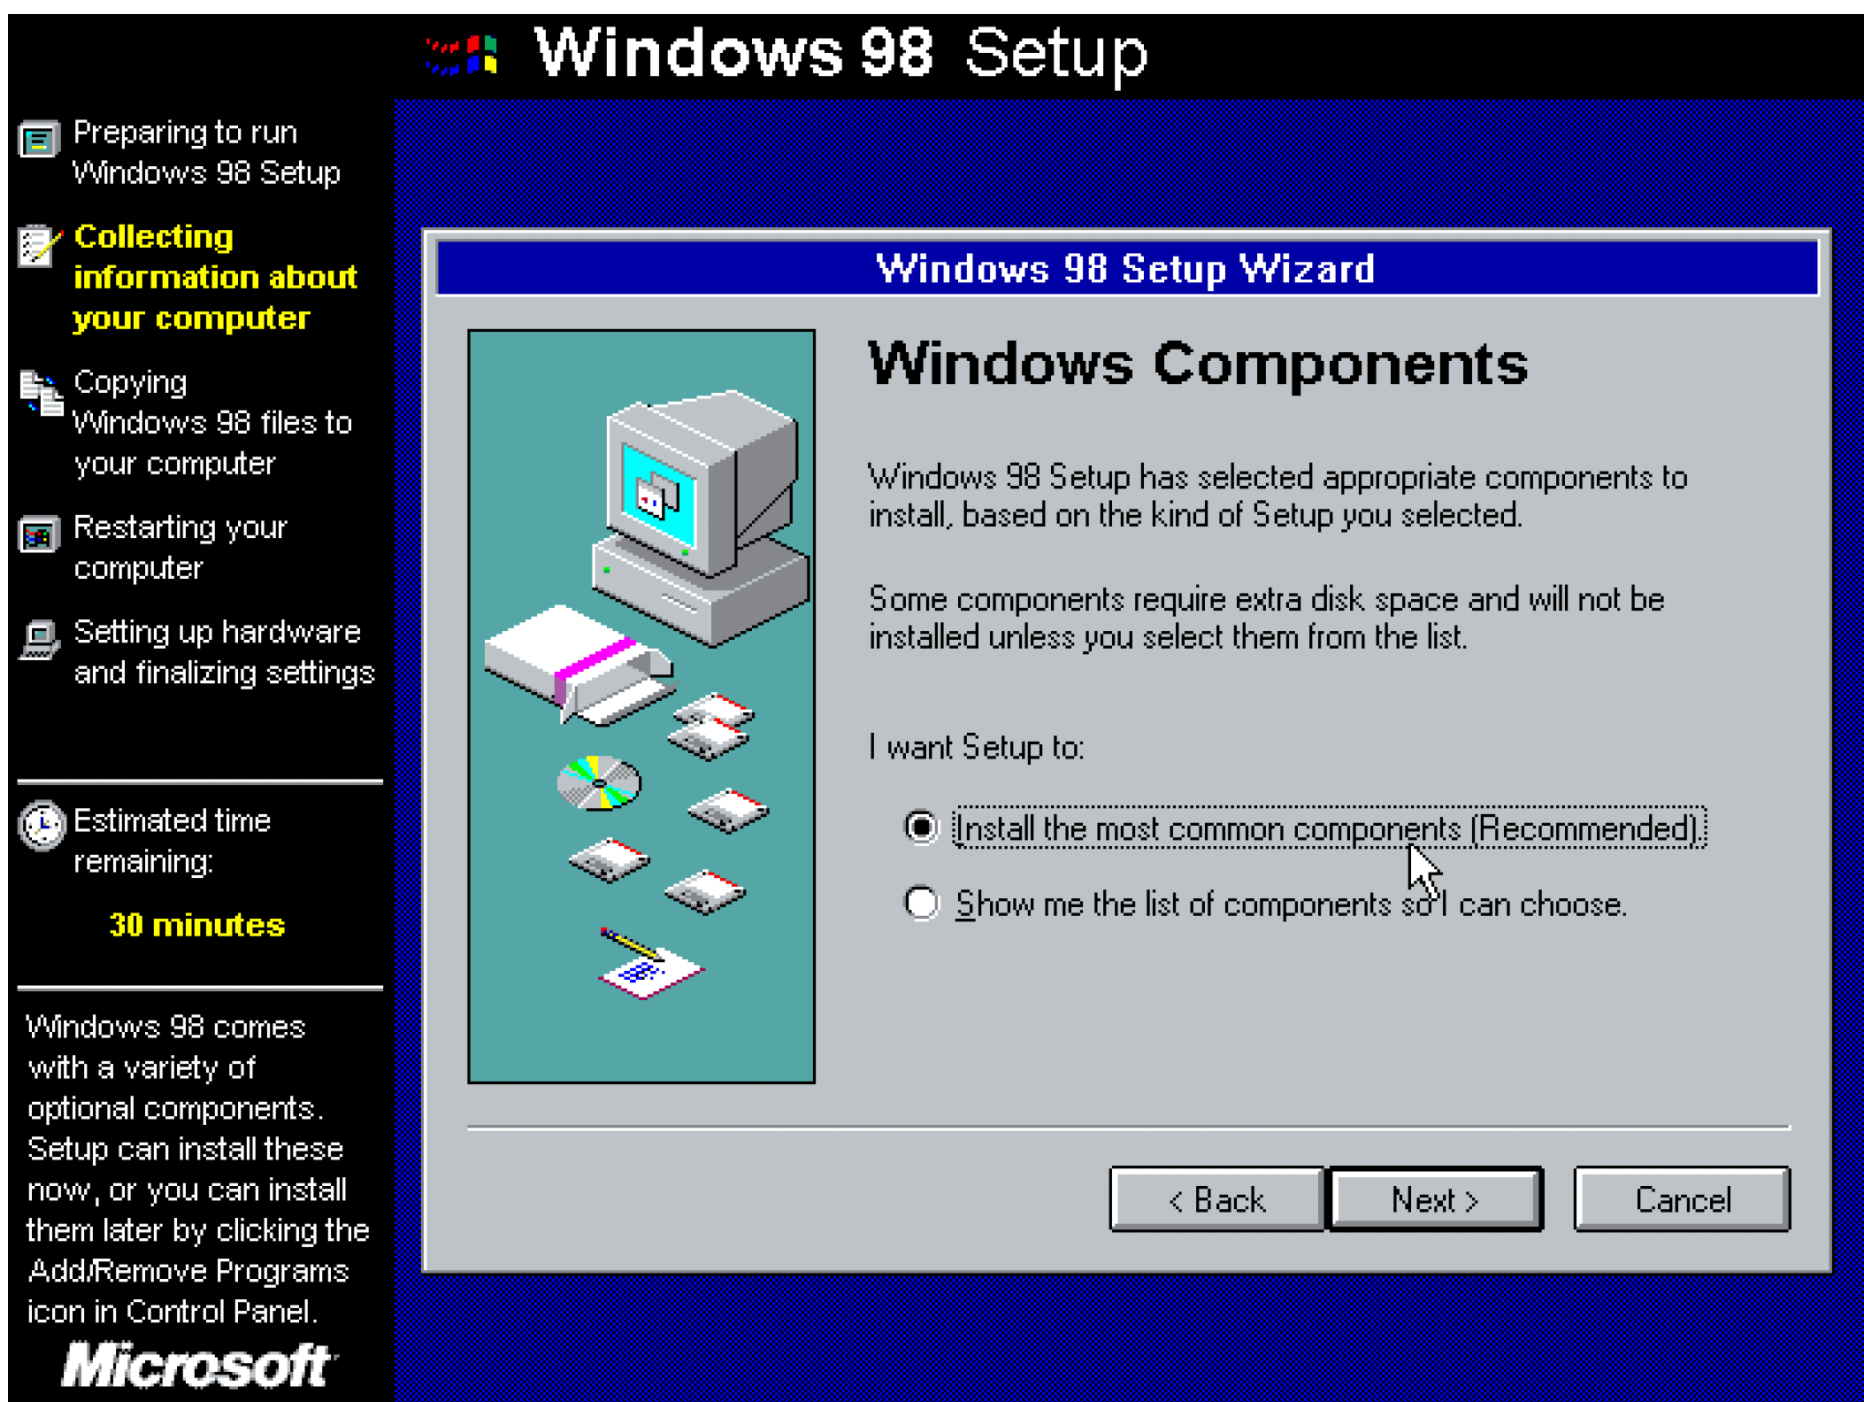 Windows 98 Setup
Preparing to run
Windows 98 Setup
Collecting
information about
your computer
Copying
Windows 98 files to
your computer
Restarting your
computer
Setting up hardware
and finalizing settings
Estimated time
remaining:
30 minutes
Windows 98 comes
with a variety of
optional components.
Setup can install these
now, or you can install
them later by clicking the
Add/Remove Programs
icon in Control Panel.
Microsoft
Windows 98 Setup Wizard
Windows Components
Windows 98 Setup has selected appropriate components to
install, based on the kind of Setup you selected.
Some components require extra disk space and will not be
installed unless you select them from the list.
I want Setup to:
Install the most common components (Recommended).
Show me the list of components so I can choose.
< Back
Next >
Cancel